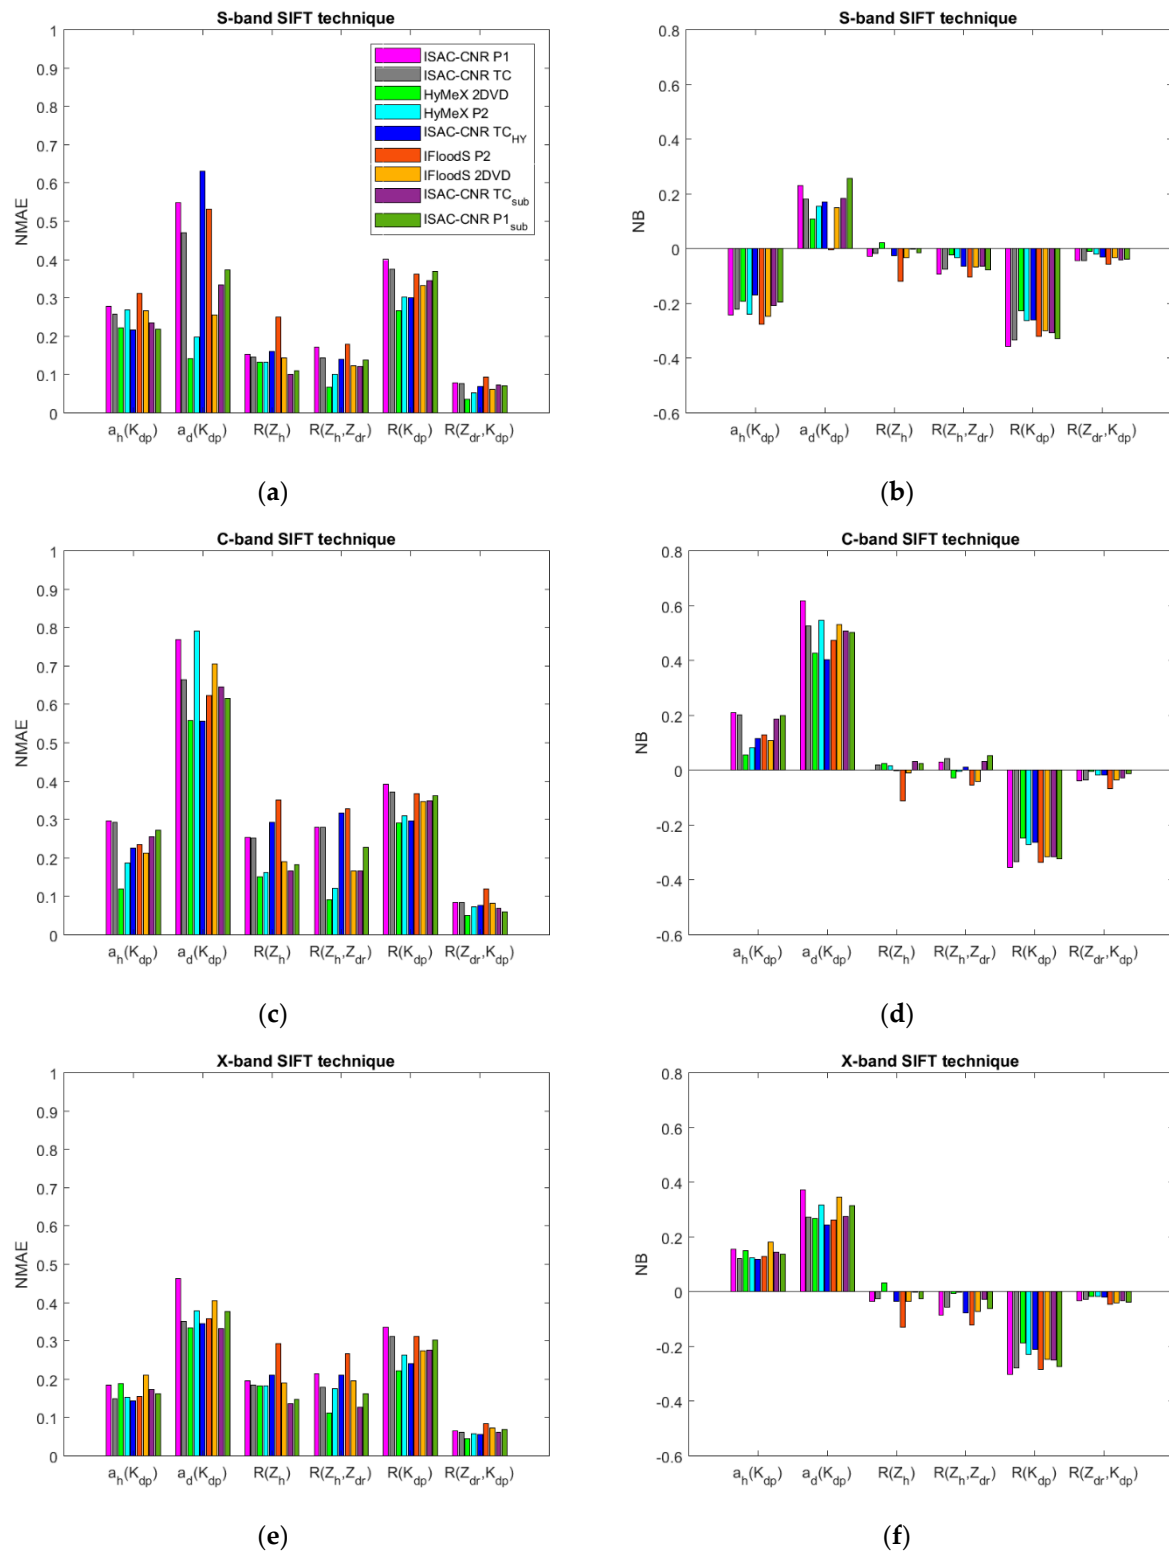 S-band SIFT technique
1
0.9
0.8
0.7
0.6
0.5
0.4
0.3
0.2
0.1
0
NMAE
ISAC-CNR P1
ISAC-CNR TC
HyMeX 2DVD
HyMeX P2
ISAC-CNR TC_HY
IFloodS P2
IFloodS 2DVD
ISAC-CNR TC_sub
ISAC-CNR P1_sub
a_h(K_dp) a_d(K_dp) R(Z_h) R(Z_h,Z_dr) R(K_dp) R(Z_dr,K_dp)
(a)
S-band SIFT technique
0.8
0.6
0.4
0.2
0
-0.2
-0.4
-0.6
NB
a_h(K_dp) a_d(K_dp) R(Z_h) R(Z_h,Z_dr) R(K_dp) R(Z_dr,K_dp)
(b)
C-band SIFT technique
1
0.9
0.8
0.7
0.6
0.5
0.4
0.3
0.2
0.1
0
NMAE
a_h(K_dp) a_d(K_dp) R(Z_h) R(Z_h,Z_dr) R(K_dp) R(Z_dr,K_dp)
(c)
C-band SIFT technique
0.8
0.6
0.4
0.2
0
-0.2
-0.4
-0.6
NB
a_h(K_dp) a_d(K_dp) R(Z_h) R(Z_h,Z_dr) R(K_dp) R(Z_dr,K_dp)
(d)
X-band SIFT technique
1
0.9
0.8
0.7
0.6
0.5
0.4
0.3
0.2
0.1
0
NMAE
a_h(K_dp) a_d(K_dp) R(Z_h) R(Z_h,Z_dr) R(K_dp) R(Z_dr,K_dp)
(e)
X-band SIFT technique
0.8
0.6
0.4
0.2
0
-0.2
-0.4
-0.6
NB
a_h(K_dp) a_d(K_dp) R(Z_h) R(Z_h,Z_dr) R(K_dp) R(Z_dr,K_dp)
(f)